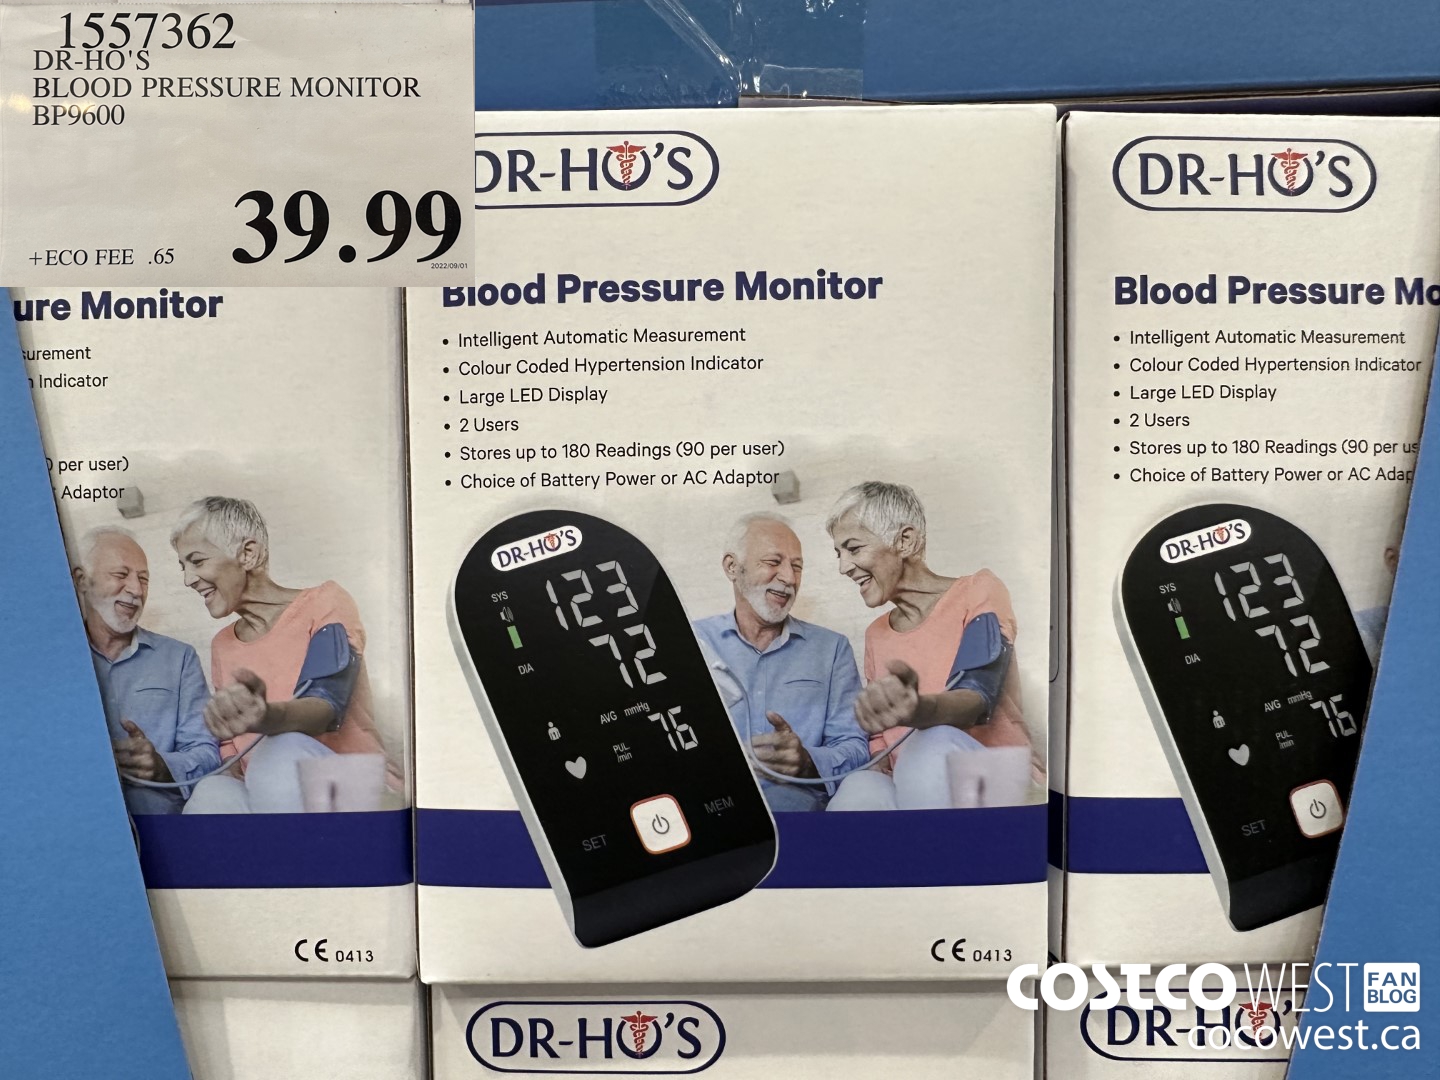 1557362
DR-HO'S
BLOOD PRESSURE MONITOR
BP9600
39.99
+ECO FEE .65
2022/09/01
ure Monitor
urement
Indicator
per user)
Adaptor
CE 0413
DR-HO'S
Blood Pressure Monitor
• Intelligent Automatic Measurement
• Colour Coded Hypertension Indicator
• Large LED Display
• 2 Users
• Stores up to 180 Readings (90 per user)
• Choice of Battery Power or AC Adaptor
DR-HO'S
SYS
123
DIA
72
AVG mmHg
PUL
/min
76
SET
MEM
CE 0413
DR-HO'S
Blood Pressure Mo
• Intelligent Automatic Measurement
• Colour Coded Hypertension Indicator
• Large LED Display
• 2 Users
• Stores up to 180 Readings (90 per us
• Choice of Battery Power or AC Adap
DR-HO'S
SYS
123
DIA
72
AVG mmHg
PUL
/min
76
SET
DR-HO'S
DR-HO'
COSTCO WEST FAN BLOG
cocowest.ca